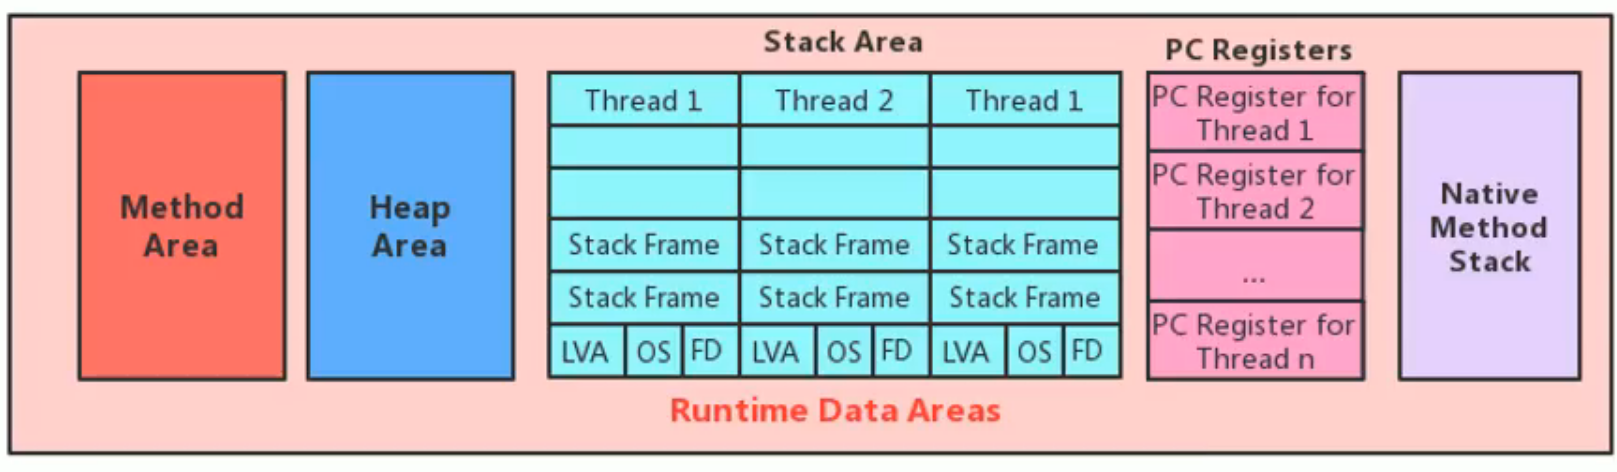 Stack Area
PC Registers
Method
Area
Heap
Area
Thread 1
Thread 2
Thread 1
Stack Frame
Stack Frame
Stack Frame
Stack Frame
Stack Frame
Stack Frame
LVA
OS
FD
LVA
OS
FD
LVA
OS
FD
PC Register for
Thread 1
PC Register for
Thread 2
...
PC Register for
Thread n
Native
Method
Stack
Runtime Data Areas